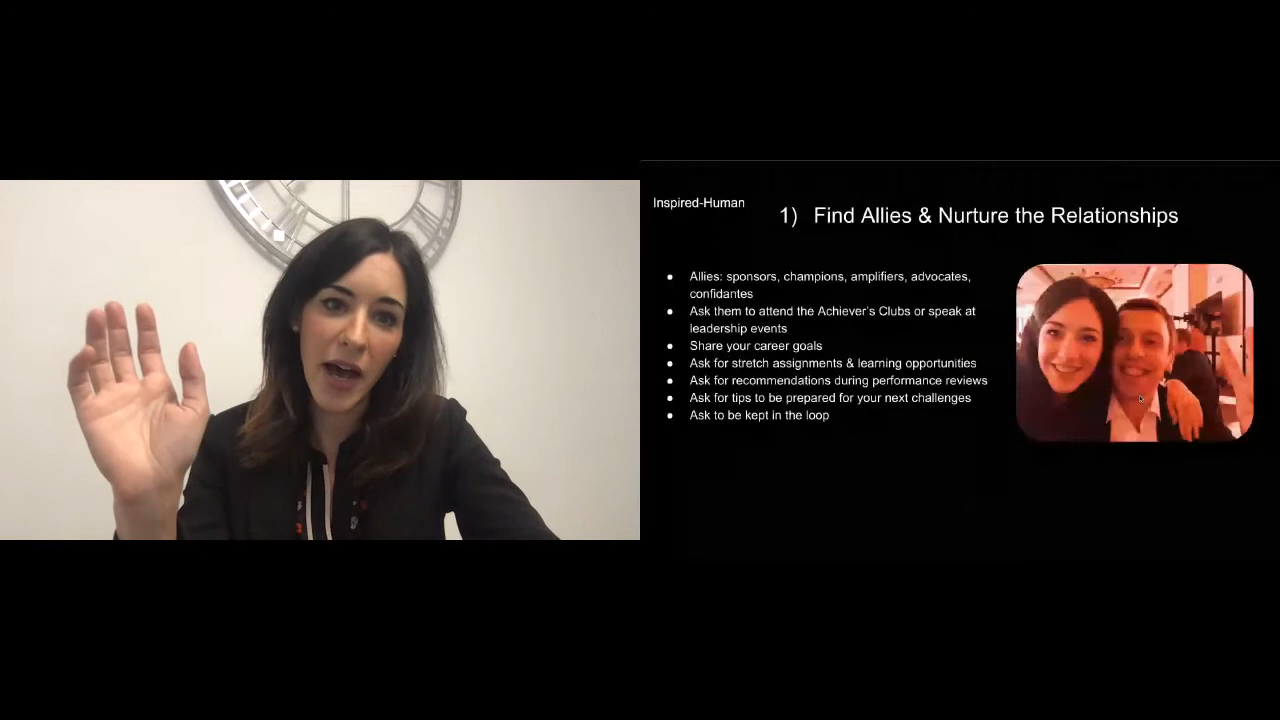 Inspired-Human
1) Find Allies & Nurture the Relationships
● Allies: sponsors, champions, amplifiers, advocates,
confidantes
● Ask them to attend the Achiever's Clubs or speak at
leadership events
● Share your career goals
● Ask for stretch assignments & learning opportunities
● Ask for recommendations during performance reviews
● Ask for tips to be prepared for your next challenges
● Ask to be kept in the loop